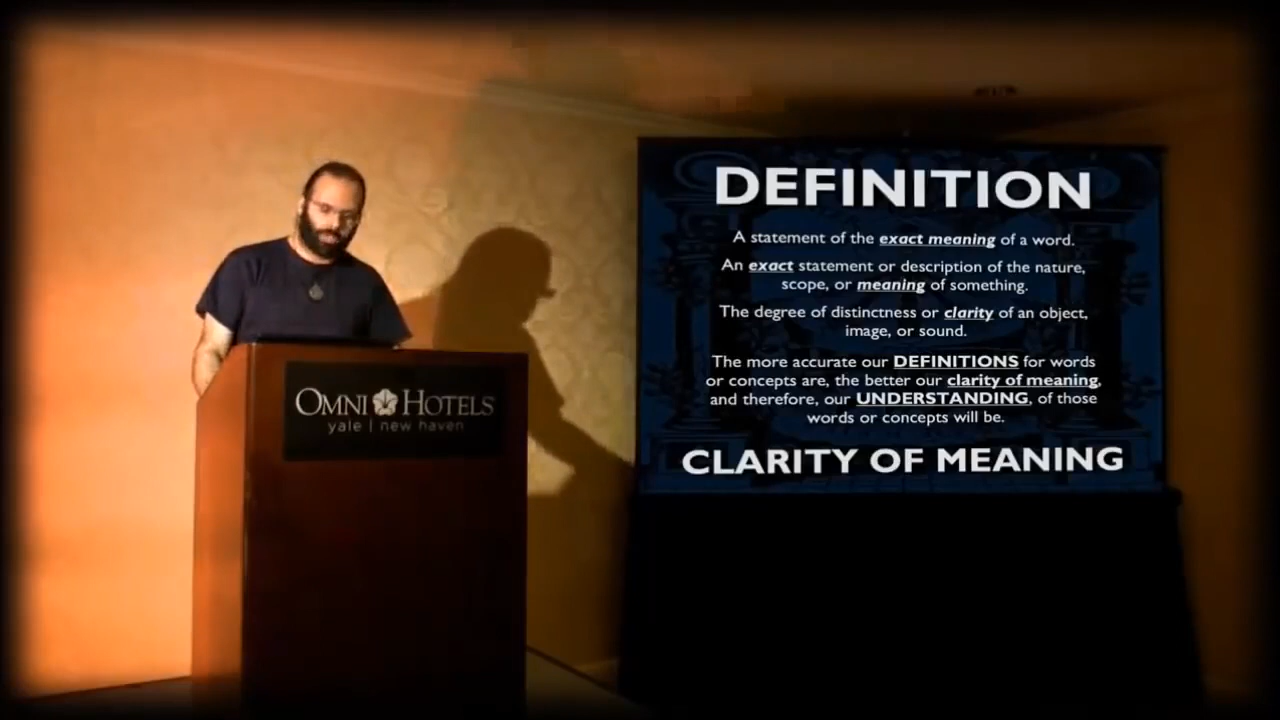 OMNI HOTELS
yale | new haven
DEFINITION
A statement of the exact meaning of a word.
An exact statement or description of the nature,
scope, or meaning of something.
The degree of distinctness or clarity of an object,
image, or sound.
The more accurate our DEFINITIONS for words
or concepts are, the better our clarity of meaning,
and therefore, our UNDERSTANDING, of those
words or concepts will be.
CLARITY OF MEANING